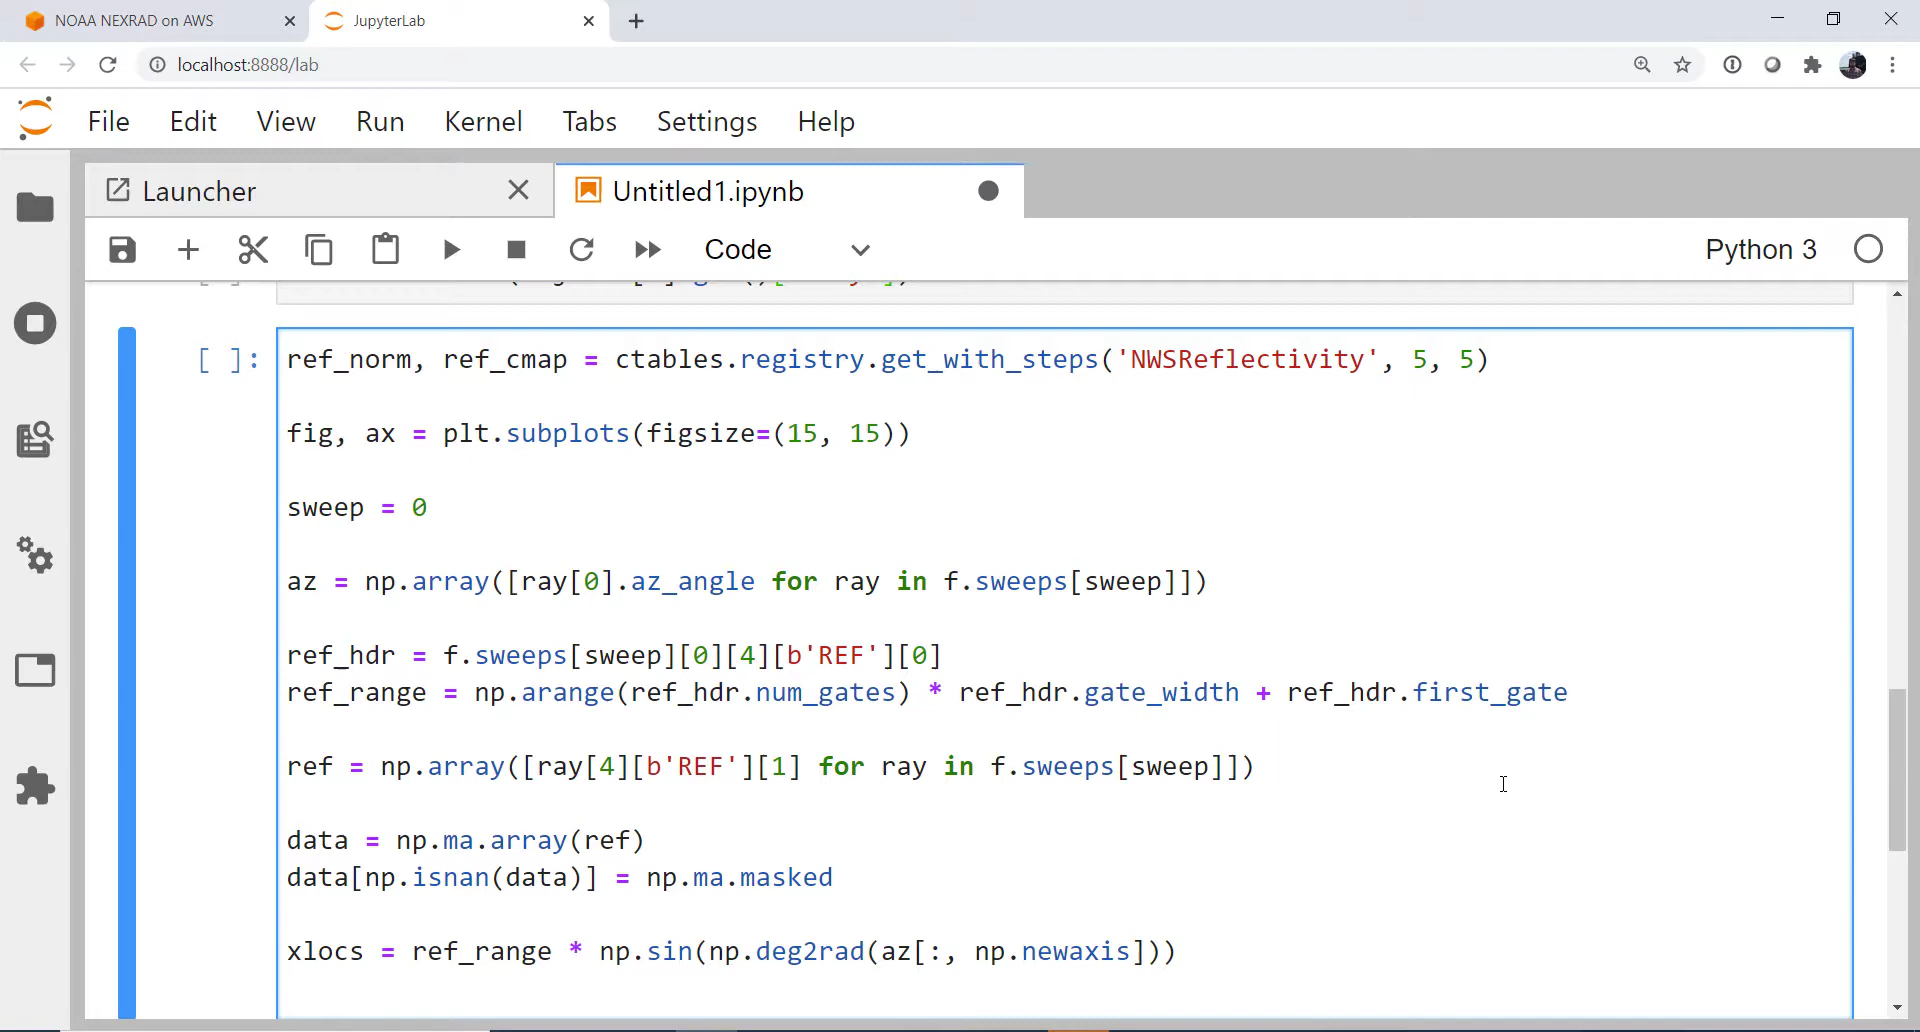 NOAA NEXRAD on AWS
JupyterLab
localhost:8888/lab
File Edit View Run Kernel Tabs Settings Help
Launcher
Untitled1.ipynb
Code
Python 3
[ ]:
ref_norm, ref_cmap = ctables.registry.get_with_steps('NWSReflectivity', 5, 5)
fig, ax = plt.subplots(figsize=(15, 15))
sweep = 0
az = np.array([ray[0].az_angle for ray in f.sweeps[sweep]])
ref_hdr = f.sweeps[sweep][0][4][b'REF'][0]
ref_range = np.arange(ref_hdr.num_gates) * ref_hdr.gate_width + ref_hdr.first_gate
ref = np.array([ray[4][b'REF'][1] for ray in f.sweeps[sweep]])
data = np.ma.array(ref)
data[np.isnan(data)] = np.ma.masked
xlocs = ref_range * np.sin(np.deg2rad(az[:, np.newaxis]))